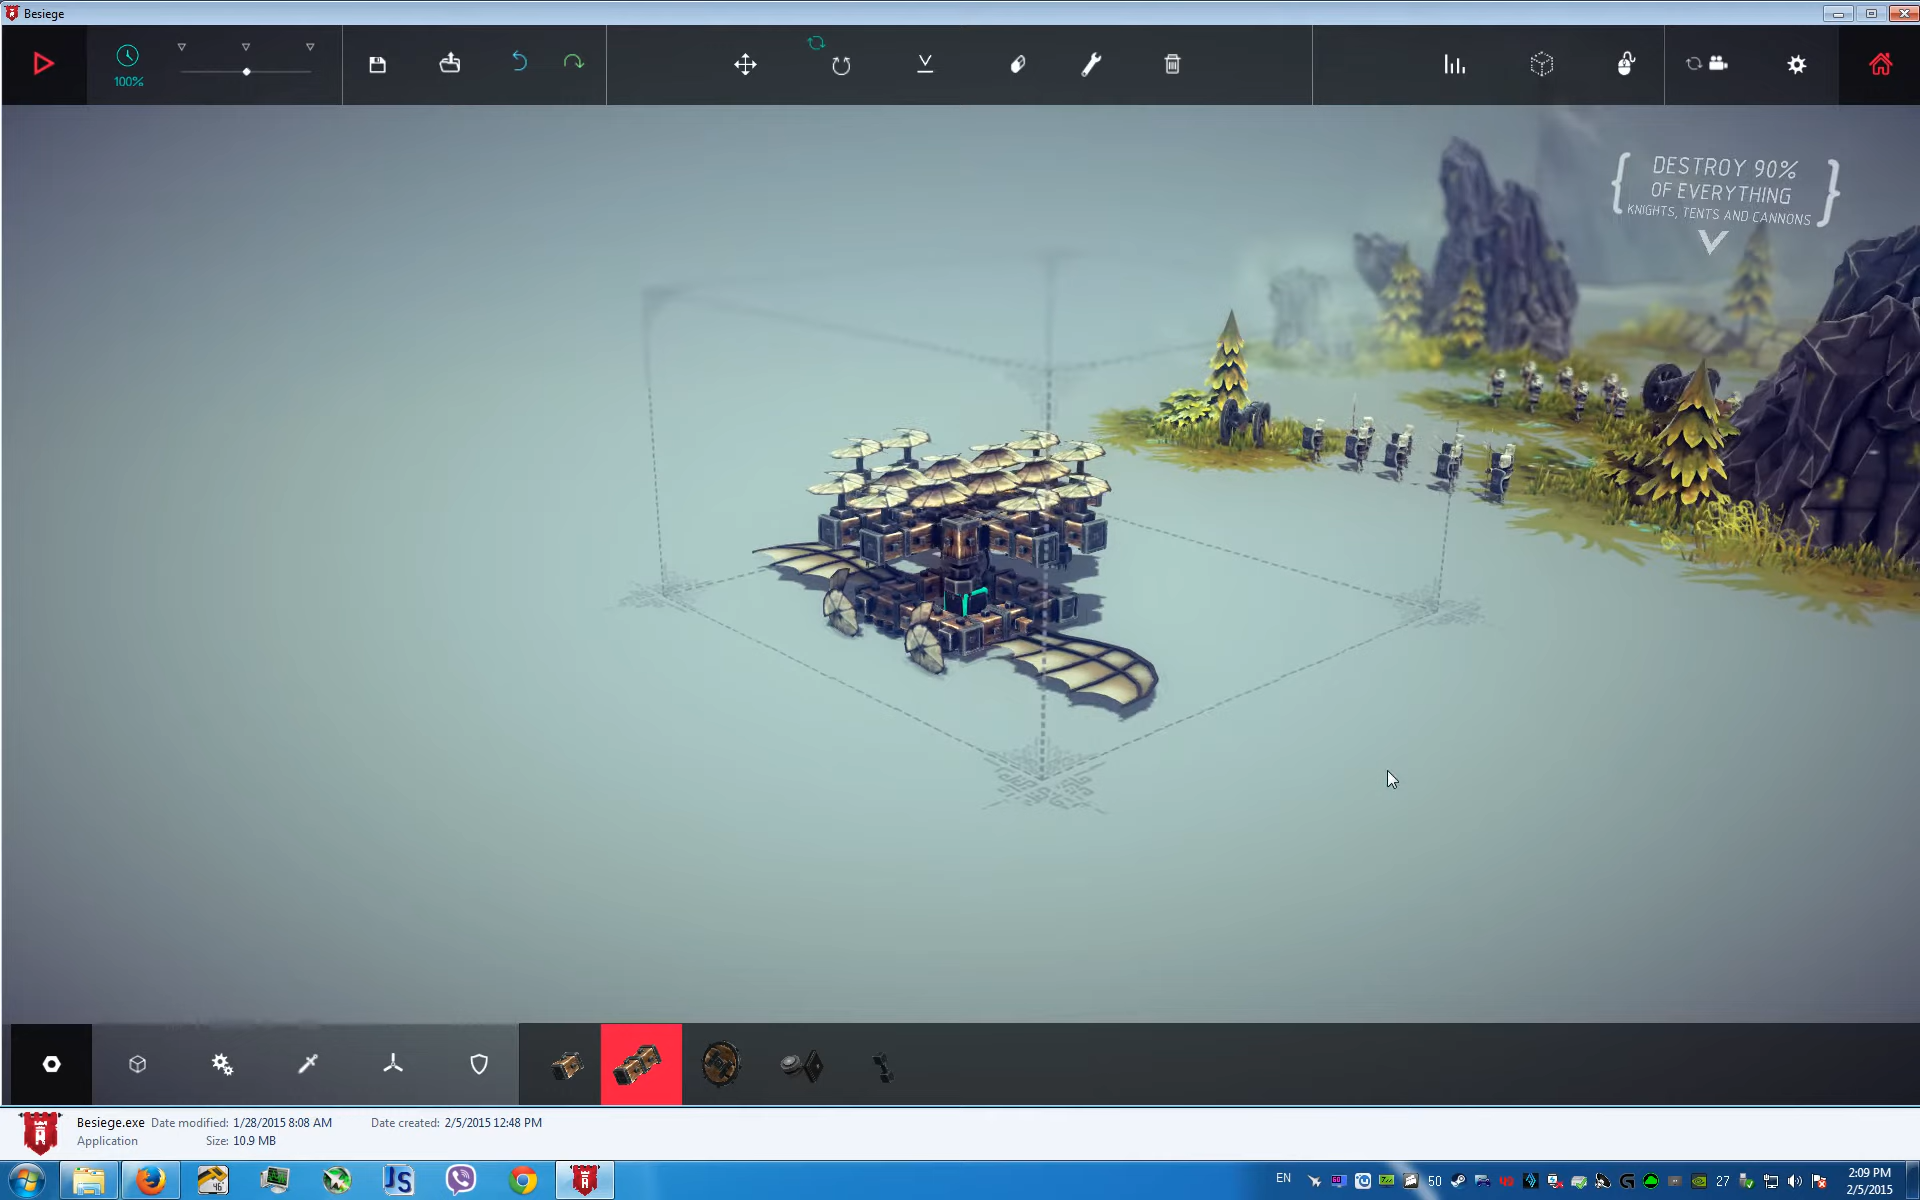 Besiege
100%
DESTROY 90%
OF EVERYTHING
KNIGHTS, TENTS AND CANNONS
Besiege.exe Date modified: 1/28/2015 8:08 AM Date created: 2/5/2015 12:48 PM
Application Size: 10.9 MB
46
JS
EN
50
27
2:09 PM
2/5/2015